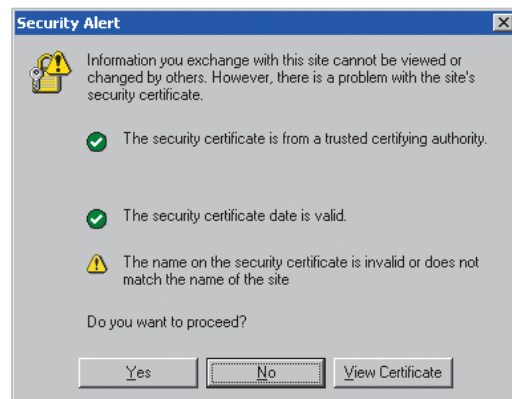 Security Alert
Information you exchange with this site cannot be viewed or
changed by others. However, there is a problem with the site's
security certificate.
The security certificate is from a trusted certifying authority.
The security certificate date is valid.
The name on the security certificate is invalid or does not
match the name of the site
Do you want to proceed?
Yes No View Certificate